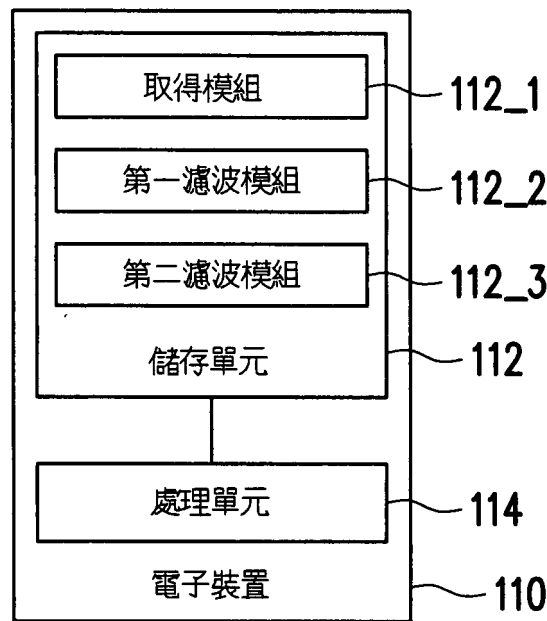 取得模組
112_1
第一濾波模組
112_2
第二濾波模組
112_3
儲存單元
112
處理單元
114
電子裝置
110